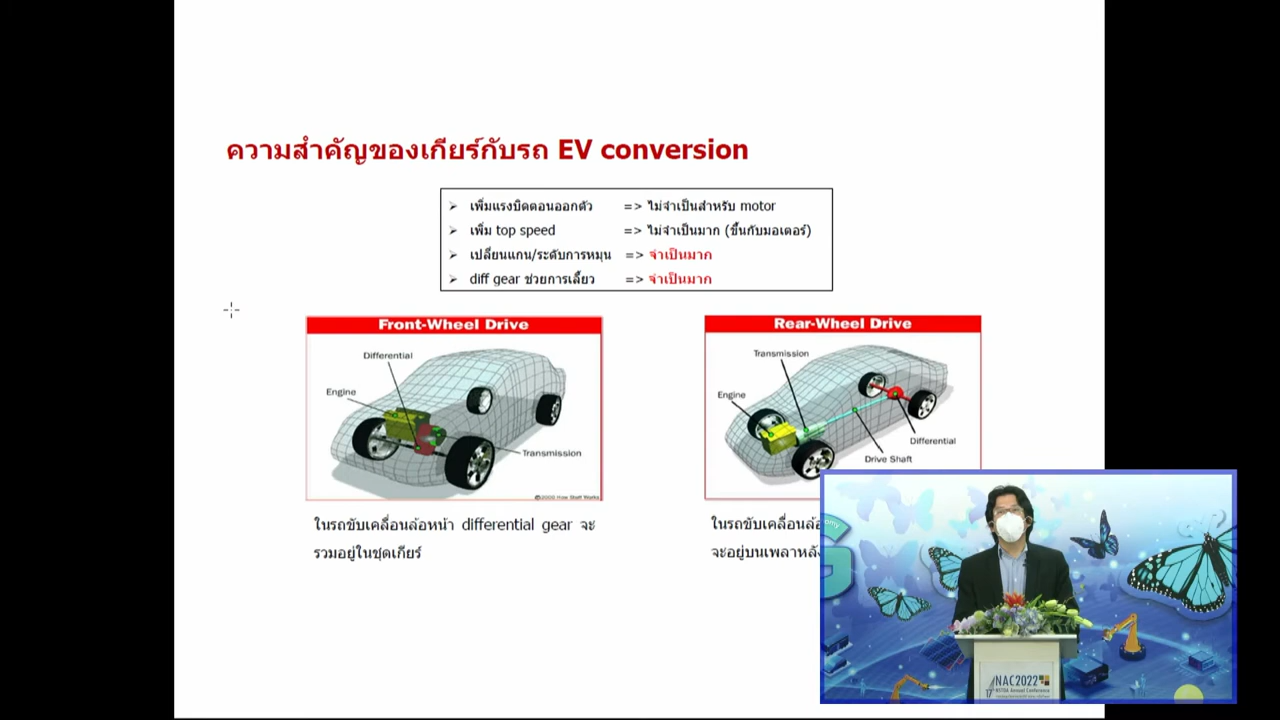 ความสำคัญของเกียร์กับรถ EV conversion
➢ เพิ่มแรงบิดตอนออกตัว => ไม่จำเป็นสำหรับ motor
➢ เพิ่ม top speed => ไม่จำเป็นมาก (ขึ้นกับมอเตอร์)
➢ เปลี่ยนแกน/ระดับการหมุน => จำเป็นมาก
➢ diff gear ช่วยการเลี้ยว => จำเป็นมาก
Front-Wheel Drive
Differential
Engine
Transmission
©2000 How Stuff Works
ในรถขับเคลื่อนล้อหน้า differential gear จะ
รวมอยู่ในชุดเกียร์
Rear-Wheel Drive
Transmission
Engine
Differential
Drive Shaft
ในรถขับเคลื่อนล้อ
จะอยู่บนเพลาหลัง
onomy
G
NAC2022
17th NSTDA Annual Conference